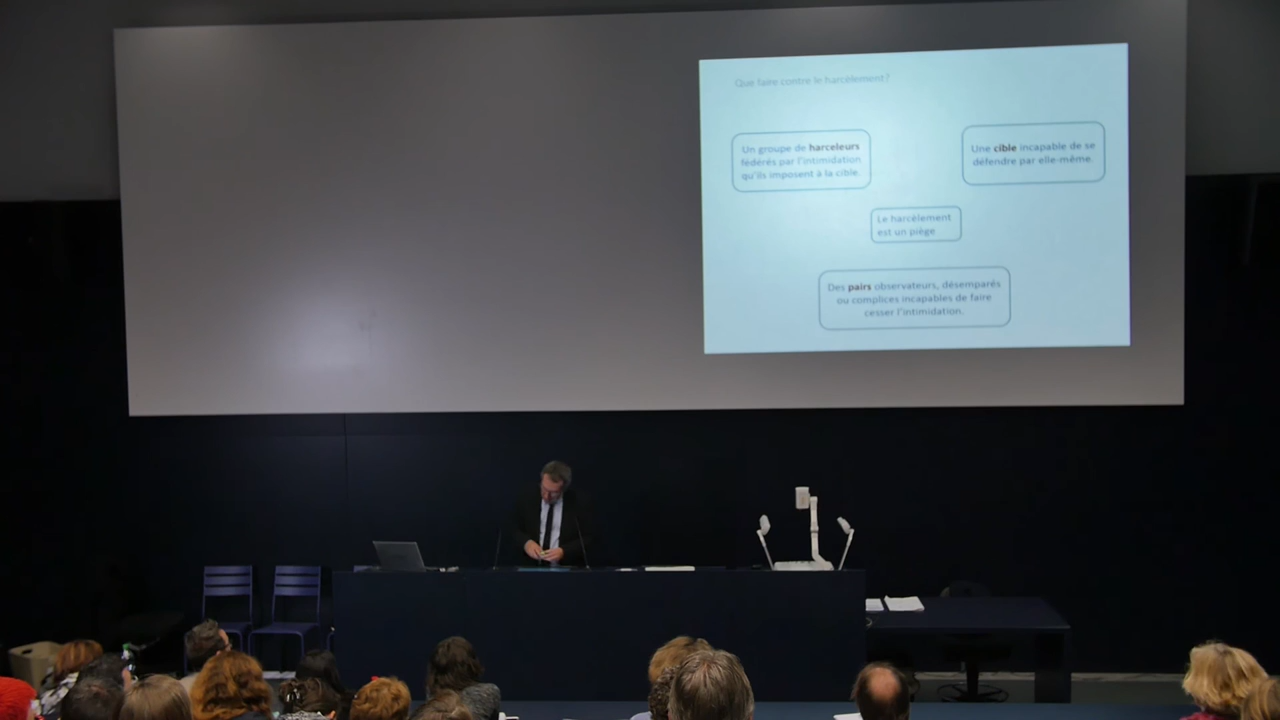 Que faire contre le harcèlement?
Un groupe de harceleurs
fédérés par l'intimidation
qu'ils imposent à la cible.
Une cible incapable de se
défendre par elle-même.
Le harcèlement
est un piège
Des pairs observateurs, désemparés
ou complices incapables de faire
cesser l'intimidation.